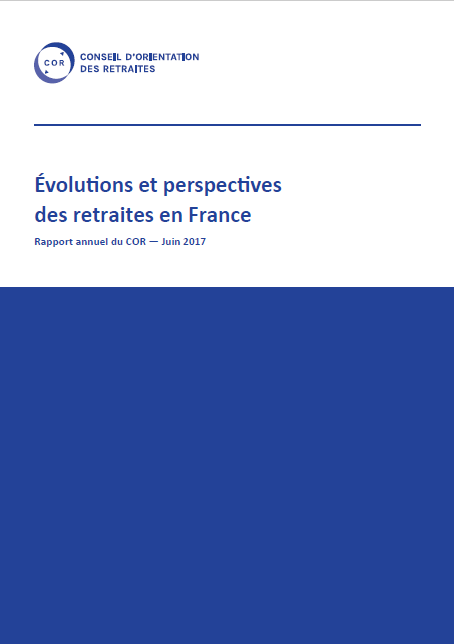 COR
CONSEIL D'ORIENTATION
DES RETRAITES
Évolutions et perspectives
des retraites en France
Rapport annuel du COR — Juin 2017